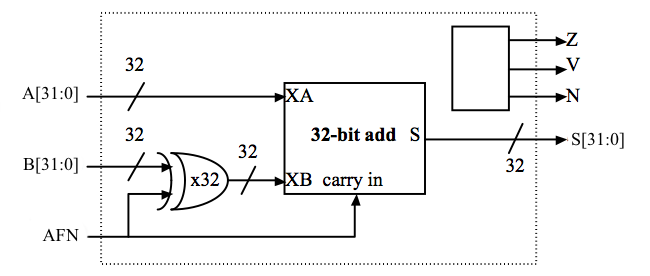 Z
32
V
A[31:0]
XA
N
32
32-bit add S
S[31:0]
32
B[31:0]
32
x32
XB carry in
AFN